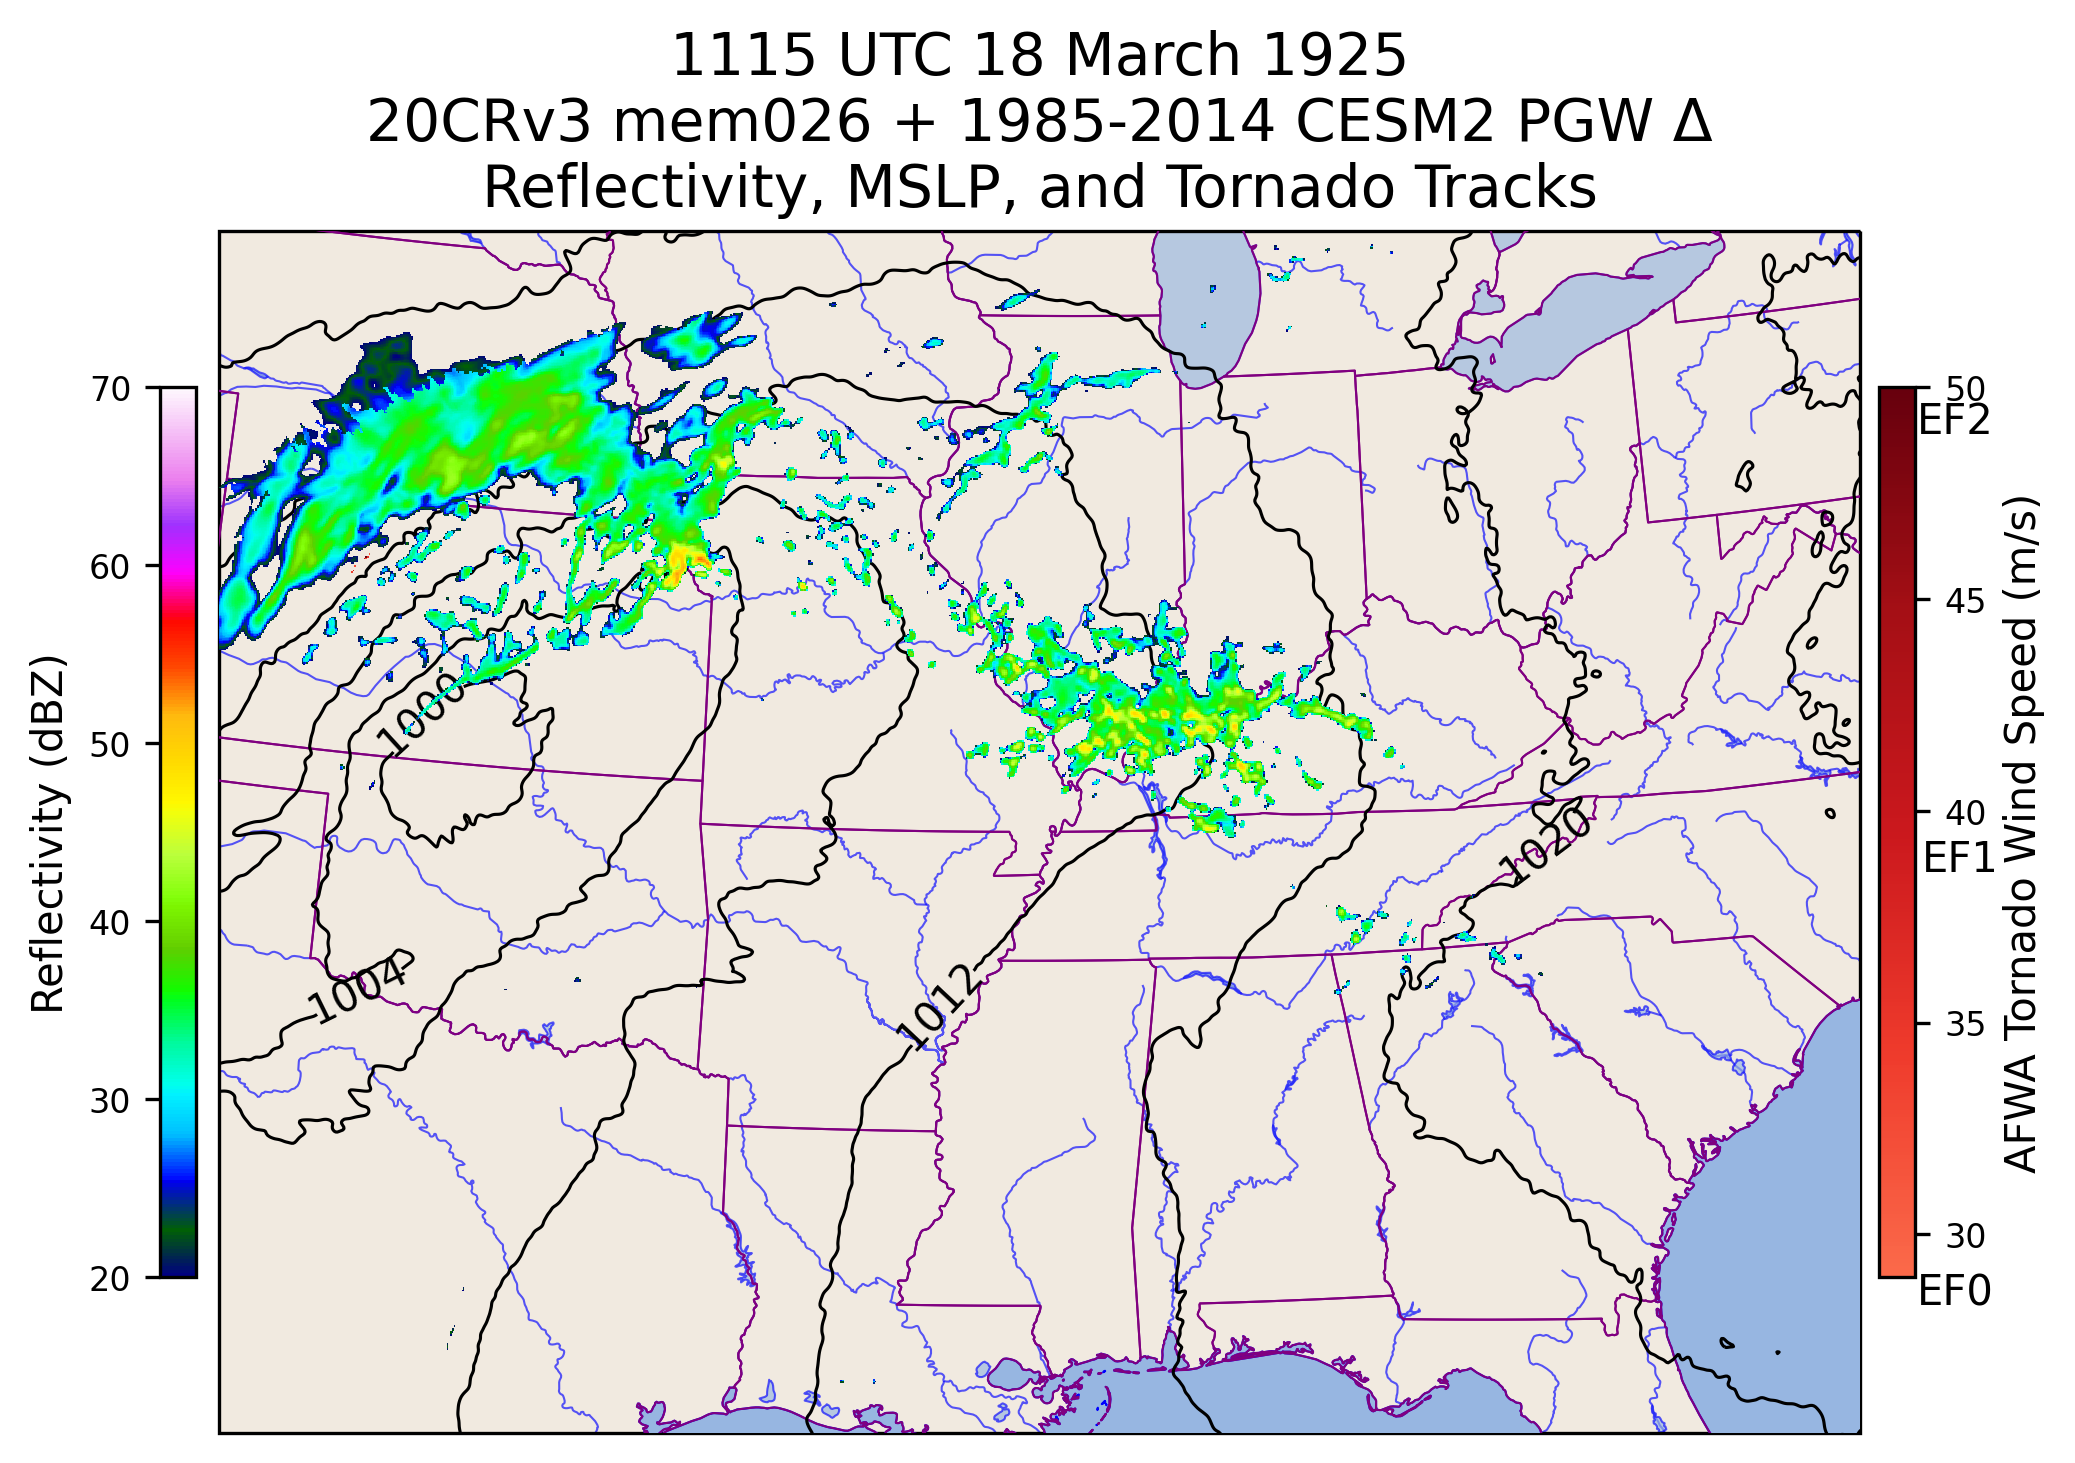 1115 UTC 18 March 1925
20CRv3 mem026 + 1985-2014 CESM2 PGW Δ
Reflectivity, MSLP, and Tornado Tracks
70
60
50
40
30
20
Reflectivity (dBZ)
1000
1004
1012
1020
50
EF2
45
40
EF1
35
30
EF0
AFWA Tornado Wind Speed (m/s)